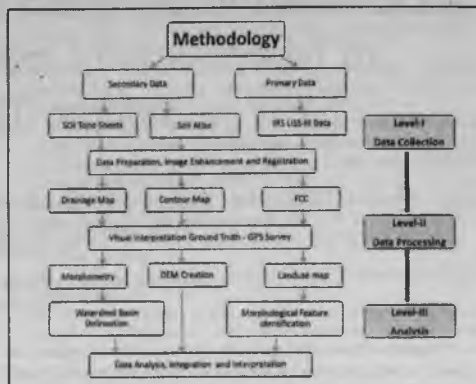 Methodology
Secondary Data
Primary Data
SOI Topo Sheets
Soil Atlas
IRS LISS-III Data
Level-I
Data Collection
Data Preparation, Image Enhancement and Registration
Drainage Map
Contour Map
FCC
Level-II
Data Processing
Visual Interpretation Ground Truth - GPS Survey
Morphometry
DEM Creation
Landuse map
Level-III
Analysis
Watershed Basin
Delineation
Morphological Feature
Identification
Data Analysis, Integration and Interpretation